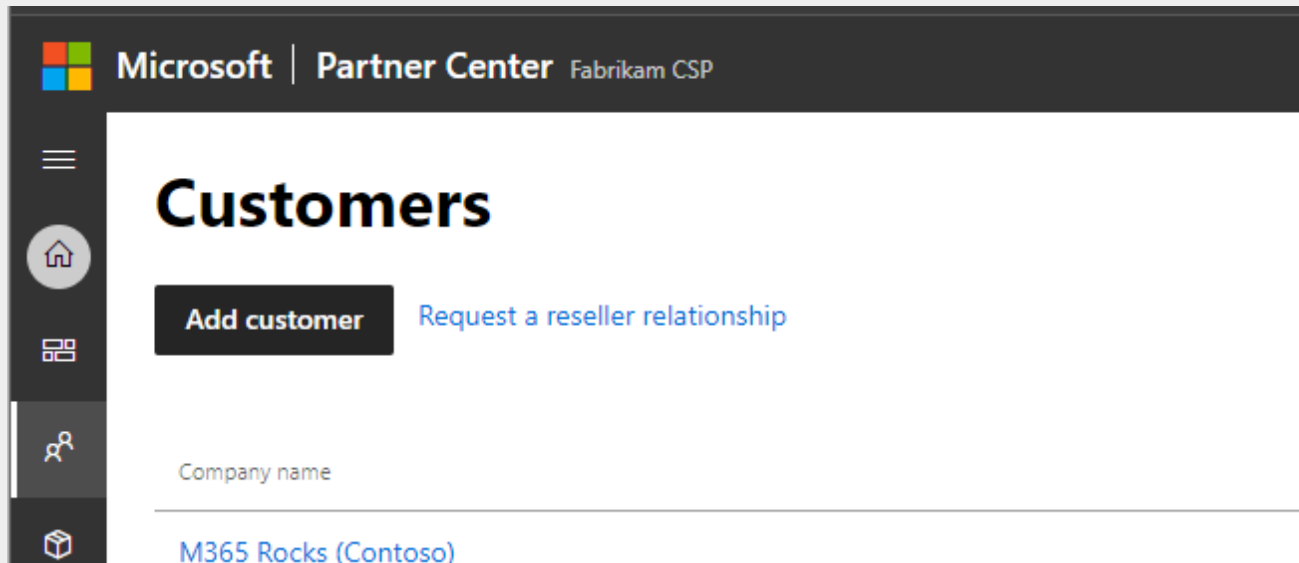 Microsoft | Partner Center Fabrikam CSP
Customers
Add customer Request a reseller relationship
Company name
M365 Rocks (Contoso)